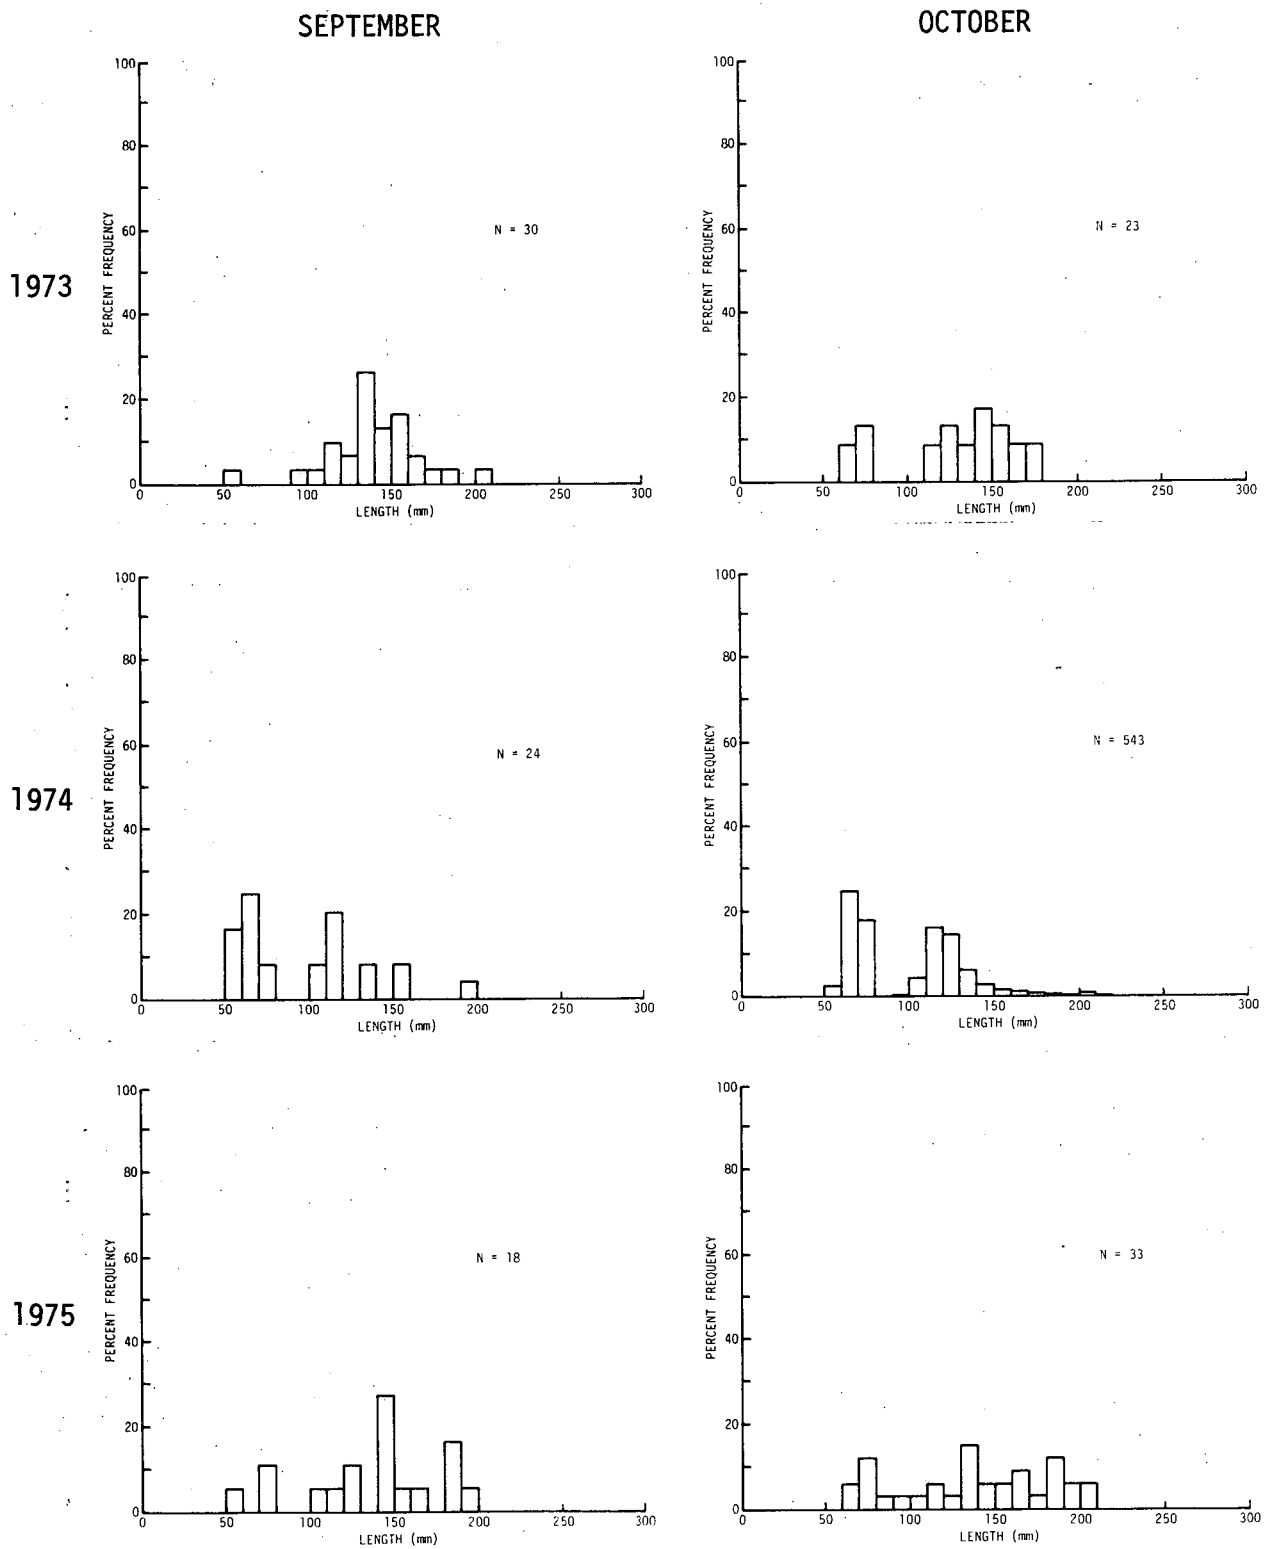 SEPTEMBER
OCTOBER
1973
PERCENT FREQUENCY
100
80
60
40
20
0
N = 30
0 50 100 150 200 250 300
LENGTH (mm)
PERCENT FREQUENCY
100
80
60
40
20
0
N = 23
0 50 100 150 200 250 300
LENGTH (mm)
1974
PERCENT FREQUENCY
100
80
60
40
20
0
N = 24
0 50 100 150 200 250 300
LENGTH (mm)
PERCENT FREQUENCY
100
80
60
40
20
0
N = 543
0 50 100 150 200 250 300
LENGTH (mm)
1975
PERCENT FREQUENCY
100
80
60
40
20
0
N = 18
0 50 100 150 200 250 300
LENGTH (mm)
PERCENT FREQUENCY
100
80
60
40
20
0
N = 33
0 50 100 150 200 250 300
LENGTH (mm)